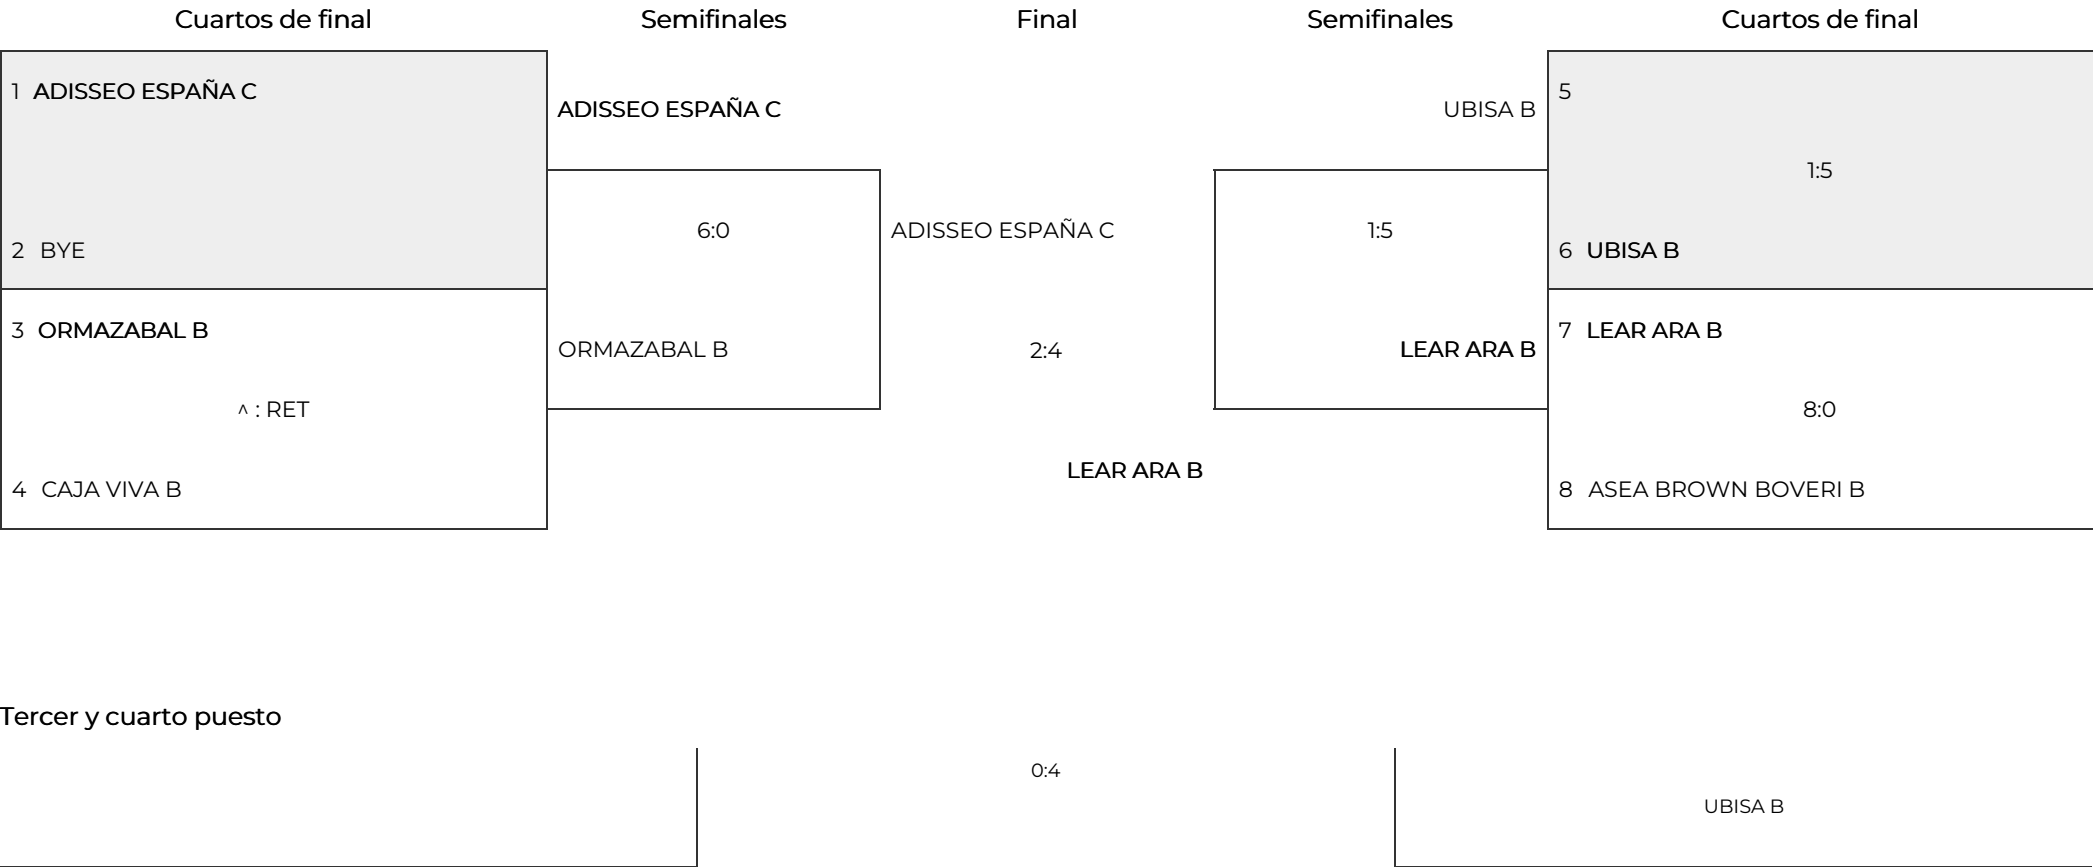 Cuartos de final
Semifinales
Final
Semifinales
Cuartos de final
1 ADISSEO ESPAÑA C
2 BYE
3 ORMAZABAL B
^ : RET
4 CAJA VIVA B
ADISSEO ESPAÑA C
6:0
ORMAZABAL B
ADISSEO ESPAÑA C
2:4
LEAR ARA B
UBISA B
1:5
LEAR ARA B
5
1:5
6 UBISA B
7 LEAR ARA B
8:0
8 ASEA BROWN BOVERI B
Tercer y cuarto puesto
0:4
UBISA B